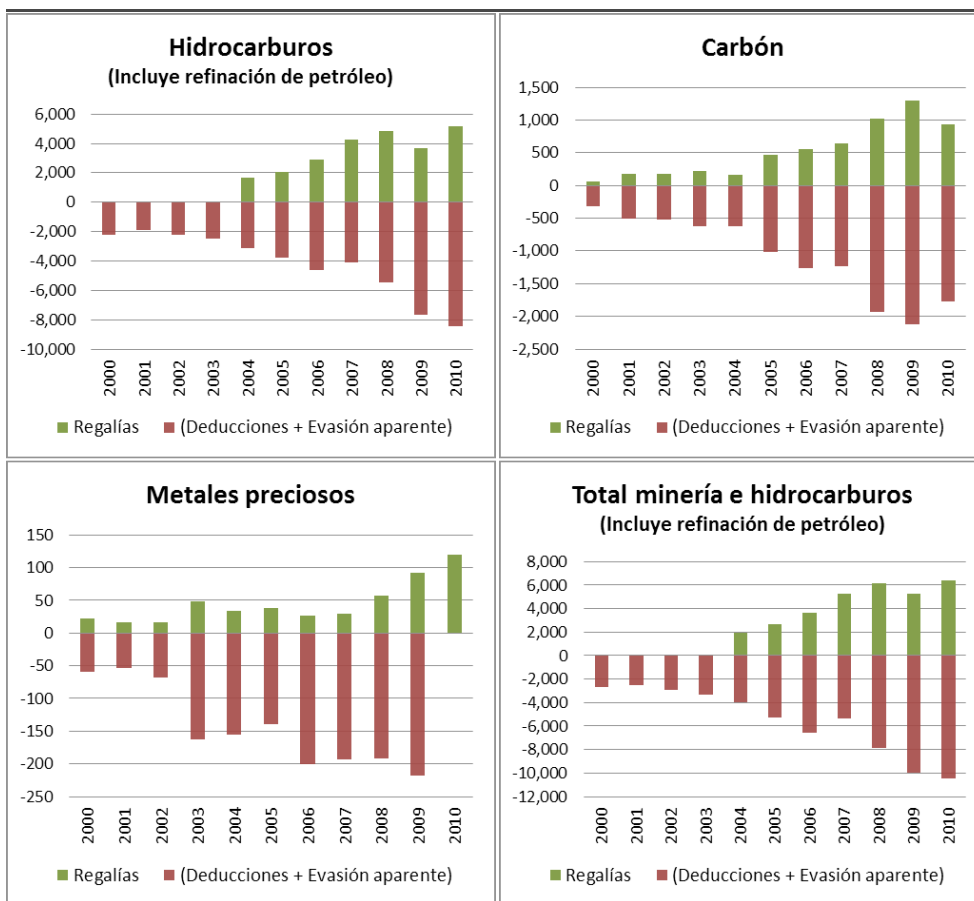 Hidrocarburos
(Incluye refinación de petróleo)
6,000
4,000
2,000
0
-2,000
-4,000
-6,000
-8,000
-10,000
2000 2001 2002 2003 2004 2005 2006 2007 2008 2009 2010
Regalías (Deducciones + Evasión aparente)
Carbón
1,500
1,000
500
0
-500
-1,000
-1,500
-2,000
-2,500
2000 2001 2002 2003 2004 2005 2006 2007 2008 2009 2010
Regalías (Deducciones + Evasión aparente)
Metales preciosos
150
100
50
0
-50
-100
-150
-200
-250
2000 2001 2002 2003 2004 2005 2006 2007 2008 2009 2010
Regalías (Deducciones + Evasión aparente)
Total minería e hidrocarburos
(Incluye refinación de petróleo)
8,000
6,000
4,000
2,000
0
-2,000
-4,000
-6,000
-8,000
-10,000
-12,000
2000 2001 2002 2003 2004 2005 2006 2007 2008 2009 2010
Regalías (Deducciones + Evasión aparente)